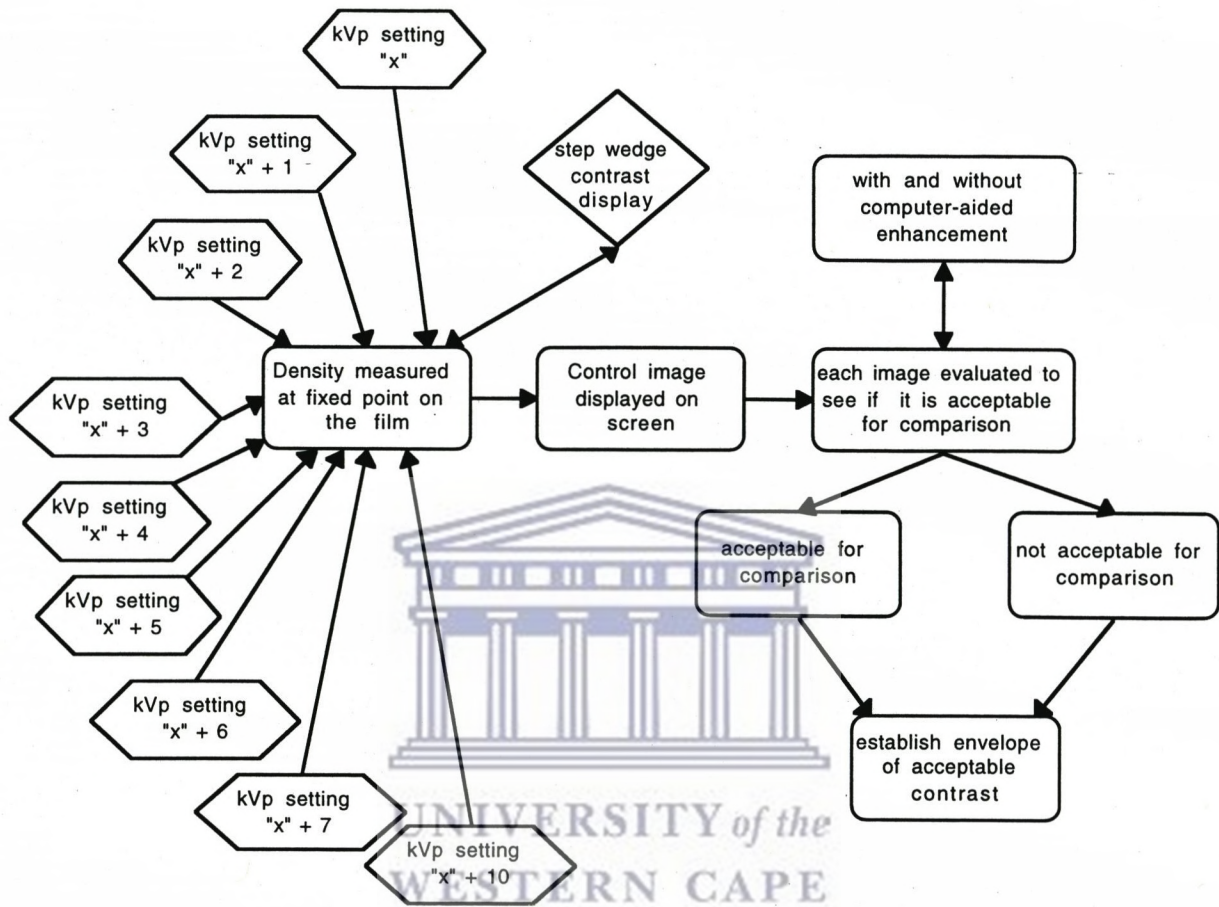 kVp setting
"x"
kVp setting
"x" + 1
kVp setting
"x" + 2
kVp setting
"x" + 3
kVp setting
"x" + 4
kVp setting
"x" + 5
kVp setting
"x" + 6
kVp setting
"x" + 7
kVp setting
"x" + 10
step wedge
contrast
display
Density measured
at fixed point on
the film
Control image
displayed on
screen
with and without
computer-aided
enhancement
each image evaluated to
see if it is acceptable
for comparison
acceptable for
comparison
not acceptable for
comparison
establish envelope
of acceptable
contrast
UNIVERSITY of the
WESTERN CAPE